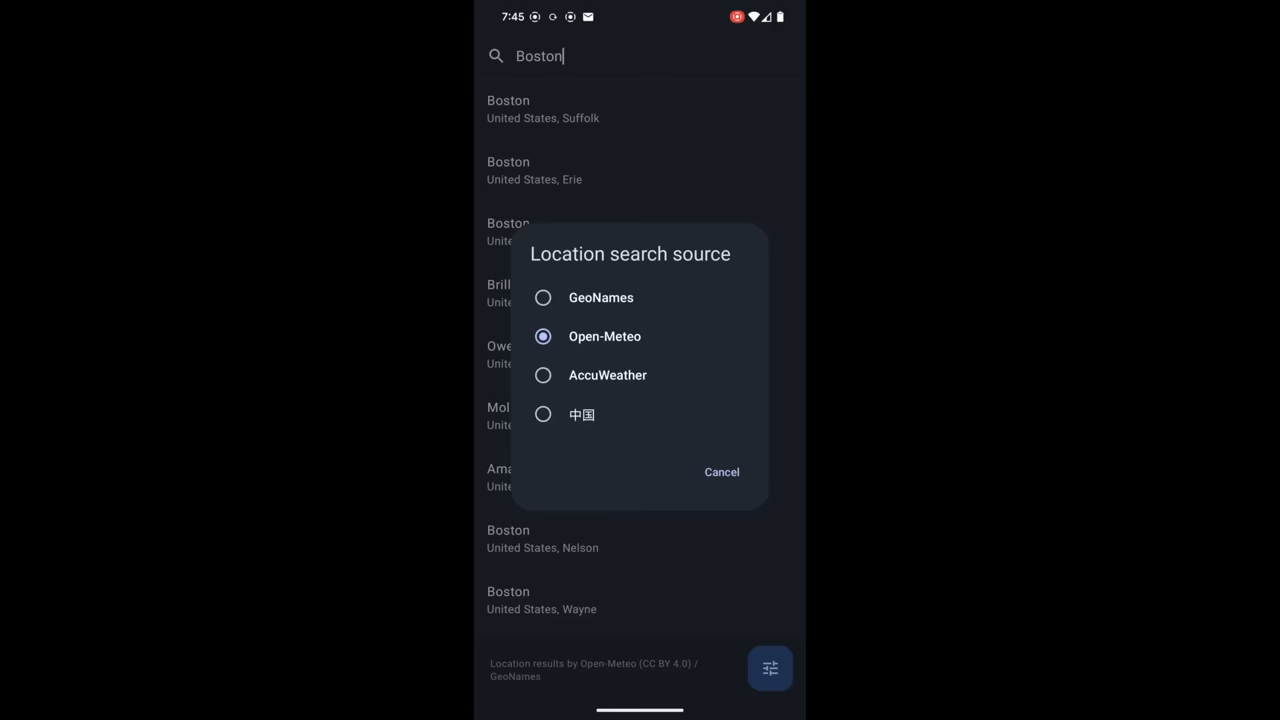 7:45
Boston
Boston
United States, Suffolk
Boston
United States, Erie
Boston
Location search source
GeoNames
Open-Meteo
AccuWeather
中国
Cancel
Boston
United States, Nelson
Boston
United States, Wayne
Location results by Open-Meteo (CC BY 4.0) /
GeoNames